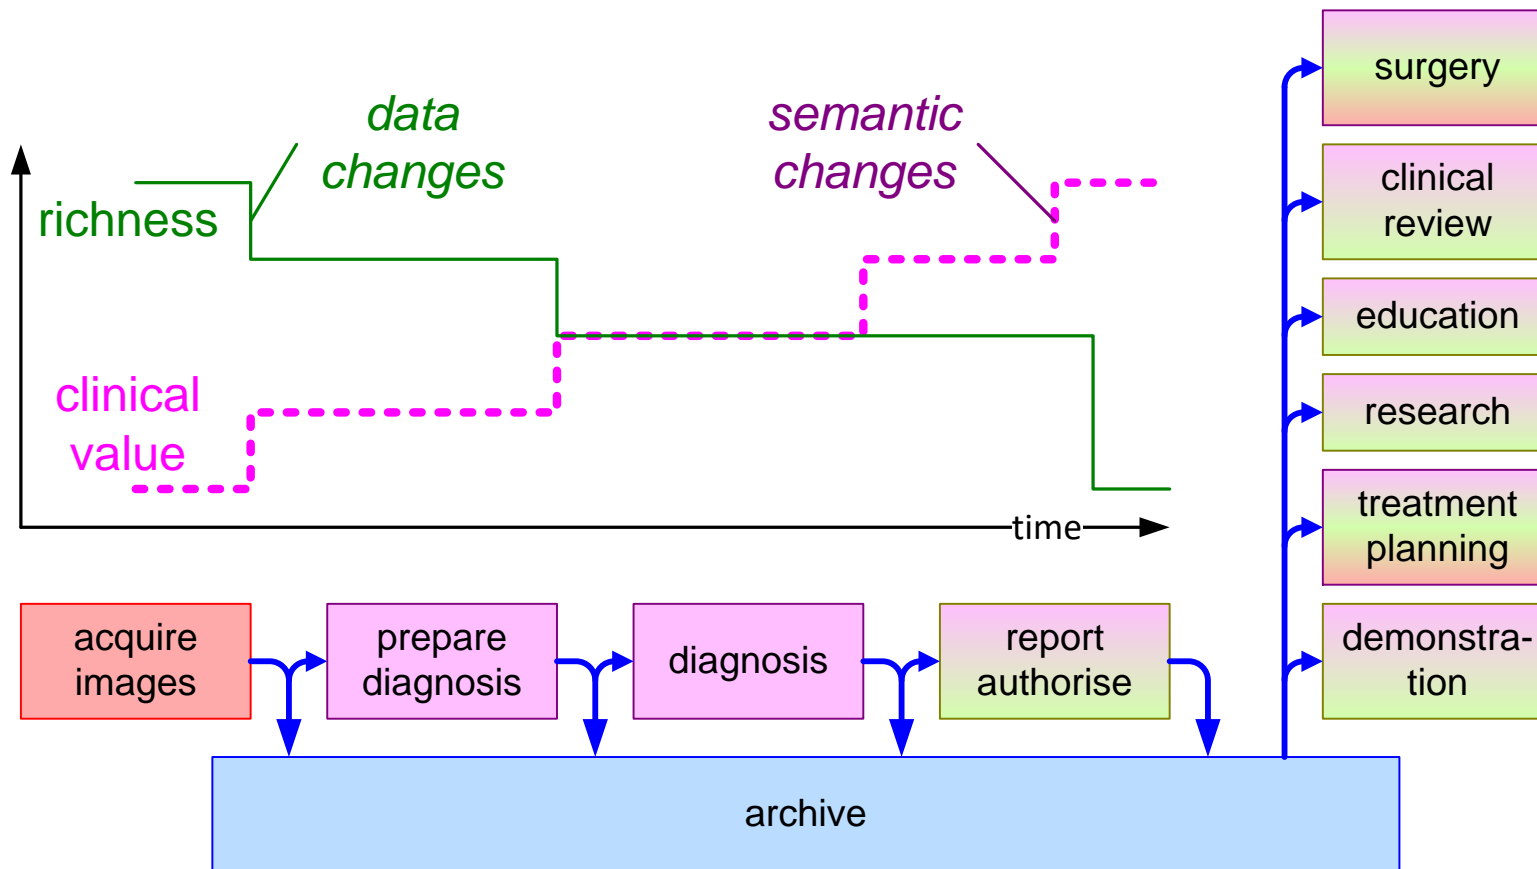 data
changes
semantic
changes
richness
clinical
value
time
acquire
images
prepare
diagnosis
diagnosis
report
authorise
archive
surgery
clinical
review
education
research
treatment
planning
demonstra-
tion